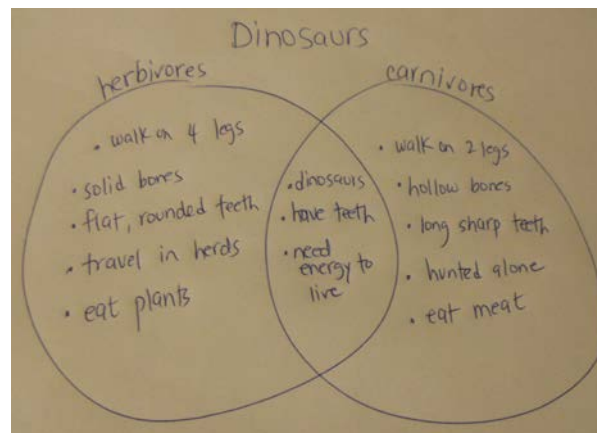 Dinosaurs
herbivores
• walk on 4 legs
• solid bones
• flat, rounded teeth
• travel in herds
• eat plants
• dinosaurs
• have teeth
• need
energy to
live
carnivores
• walk on 2 legs
• hollow bones
• long sharp teeth
• hunted alone
• eat meat